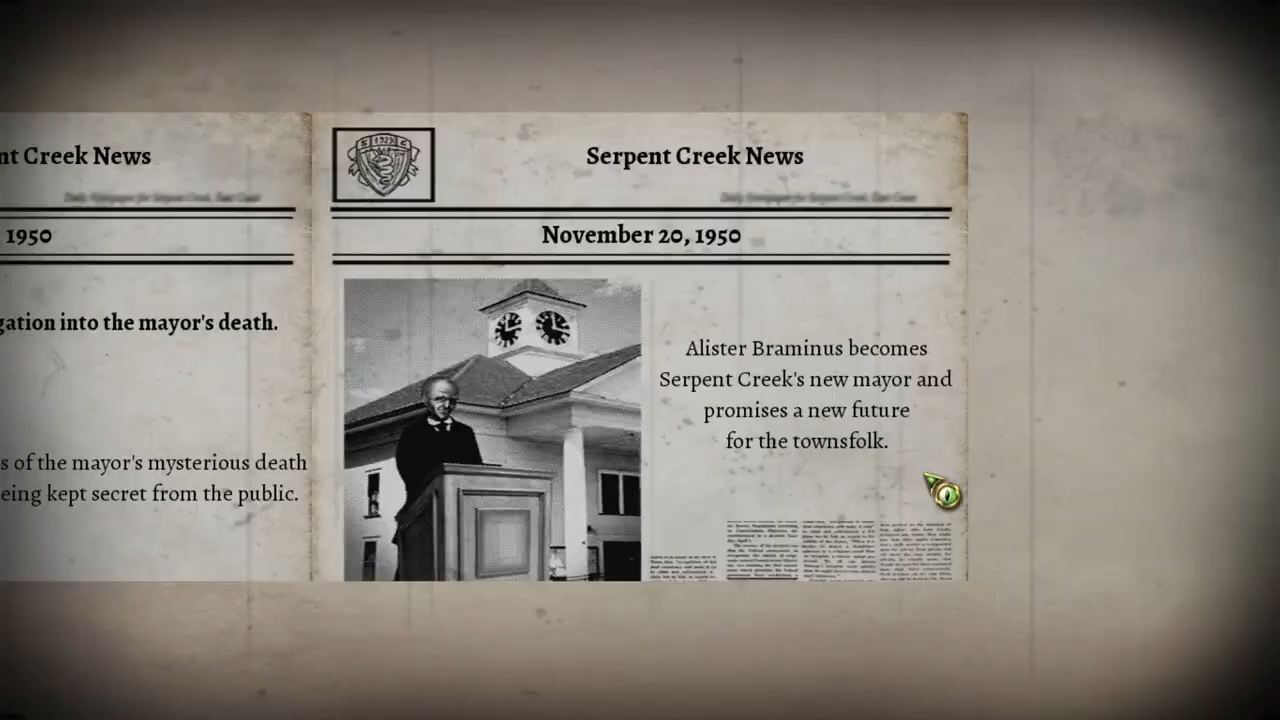 nt Creek News
1950
gation into the mayor's death.
s of the mayor's mysterious death
eing kept secret from the public.
1923
Serpent Creek News
November 20, 1950
Alister Braminus becomes
Serpent Creek's new mayor and
promises a new future
for the townsfolk.